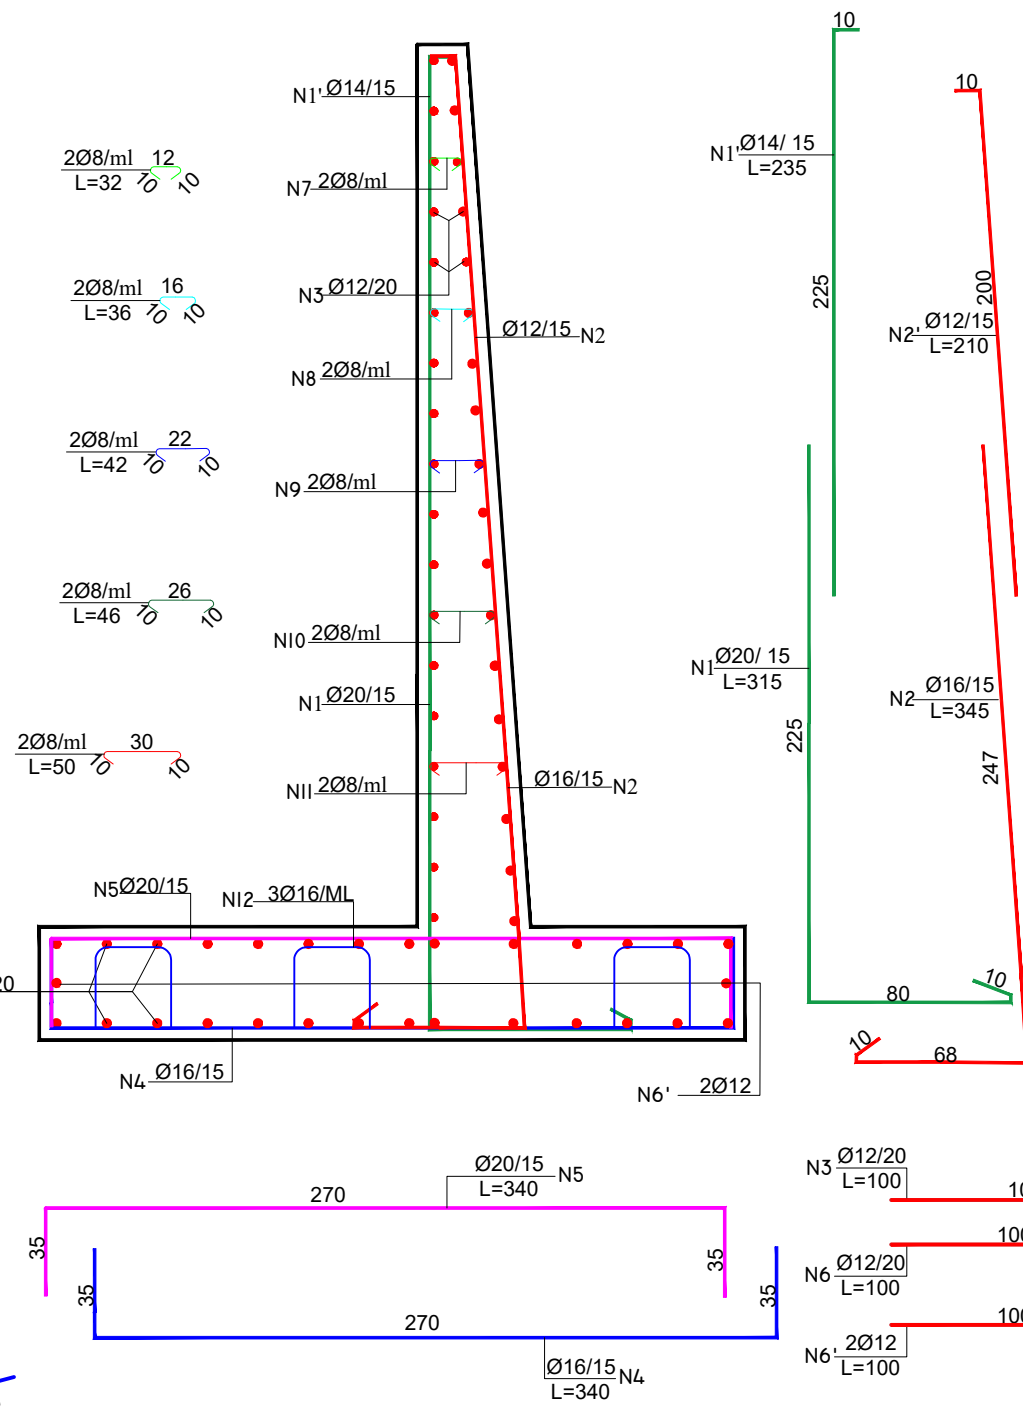 10
10
N1' Ø14/15
N1' Ø14/ 15
L=235
2Ø8/ml 12
L=32 10 10
N7 2Ø8/ml
225
200
2Ø8/ml 16
L=36 10 10
N3 Ø12/20
Ø12/15 N2
N2' Ø12/15
L=210
N8 2Ø8/ml
2Ø8/ml 22
L=42 10 10
N9 2Ø8/ml
2Ø8/ml 26
L=46 10 10
N10 2Ø8/ml
N1 Ø20/ 15
L=315
N1 Ø20/15
N2 Ø16/15
L=345
225
247
2Ø8/ml 30
L=50 10 10
N11 2Ø8/ml
Ø16/15 N2
N5 Ø20/15
N12 3Ø16/ML
20
80
10
10
68
N4 Ø16/15
N6' 2Ø12
Ø20/15 N5
L=340
270
35
35
N3 Ø12/20
L=100
10
N6 Ø12/20
L=100
100
35
35
270
N6' 2Ø12
L=100
100
Ø16/15 N4
L=340